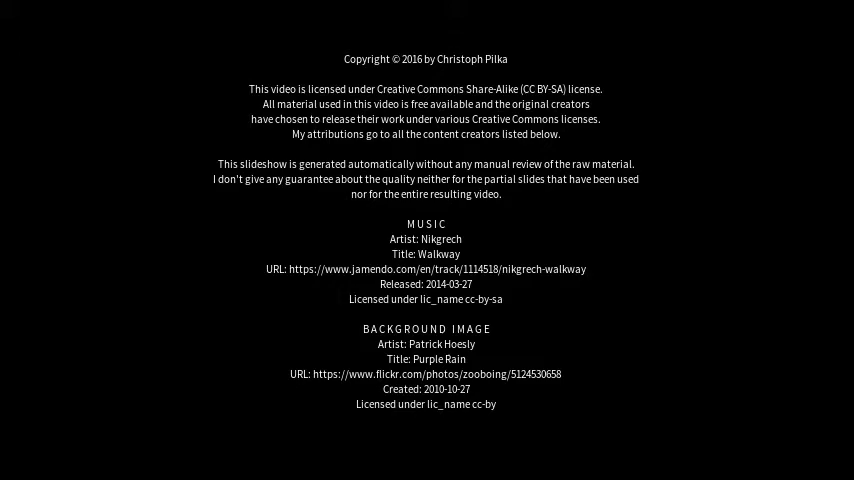 Copyright © 2016 by Christoph Pilka
This video is licensed under Creative Commons Share-Alike (CC BY-SA) license.
All material used in this video is free available and the original creators
have chosen to release their work under various Creative Commons licenses.
My attributions go to all the content creators listed below.
This slideshow is generated automatically without any manual review of the raw material.
I don't give any guarantee about the quality neither for the partial slides that have been used
nor for the entire resulting video.
MUSIC
Artist: Nikgrech
Title: Walkway
URL: https://www.jamendo.com/en/track/1114518/nikgrech-walkway
Released: 2014-03-27
Licensed under lic_name cc-by-sa
BACKGROUND IMAGE
Artist: Patrick Hoesly
Title: Purple Rain
URL: https://www.flickr.com/photos/zooboing/5124530658
Created: 2010-10-27
Licensed under lic_name cc-by